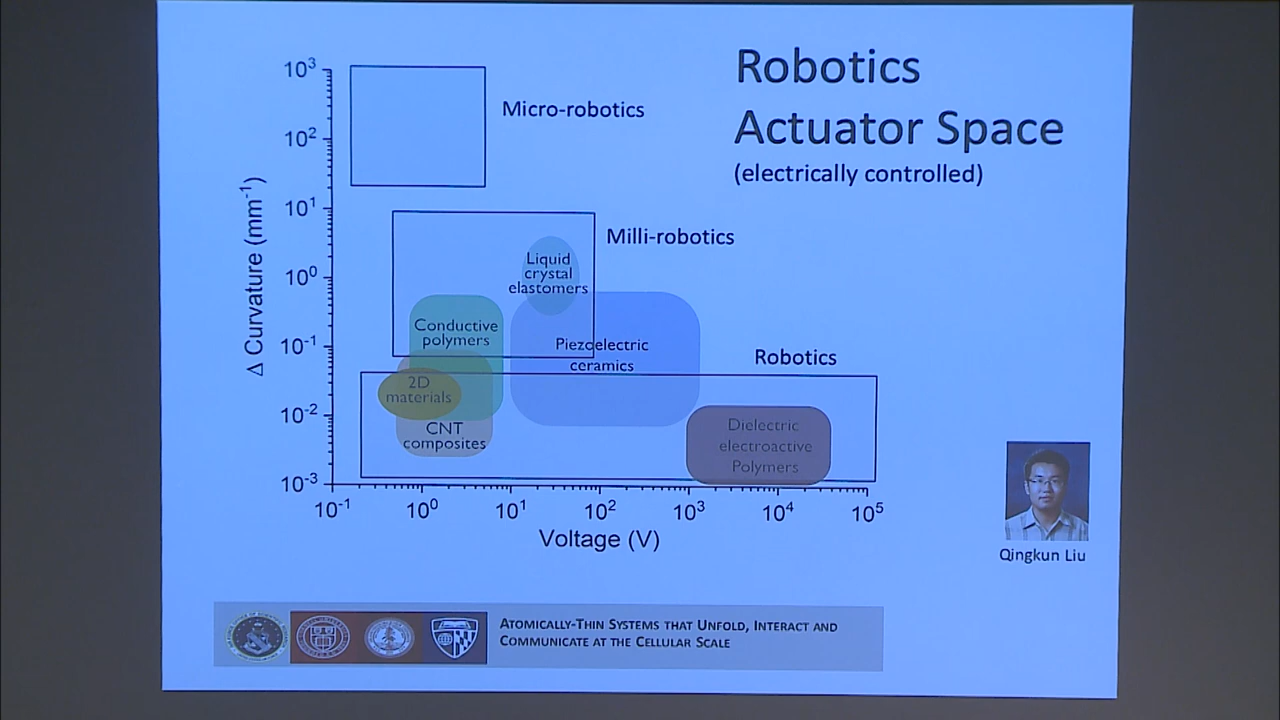 Robotics
Actuator Space
(electrically controlled)
10³
10²
10¹
10⁰
10⁻¹
10⁻²
10⁻³
Δ Curvature (mm⁻¹)
Micro-robotics
Milli-robotics
Liquid
crystal
elastomers
Conductive
polymers
Piezoelectric
ceramics
Robotics
2D
materials
CNT
composites
Dielectric
electroactive
Polymers
10⁻¹
10⁰
10¹
10²
10³
10⁴
10⁵
Voltage (V)
Qingkun Liu
ATOMICALLY-THIN SYSTEMS THAT UNFOLD, INTERACT AND
COMMUNICATE AT THE CELLULAR SCALE